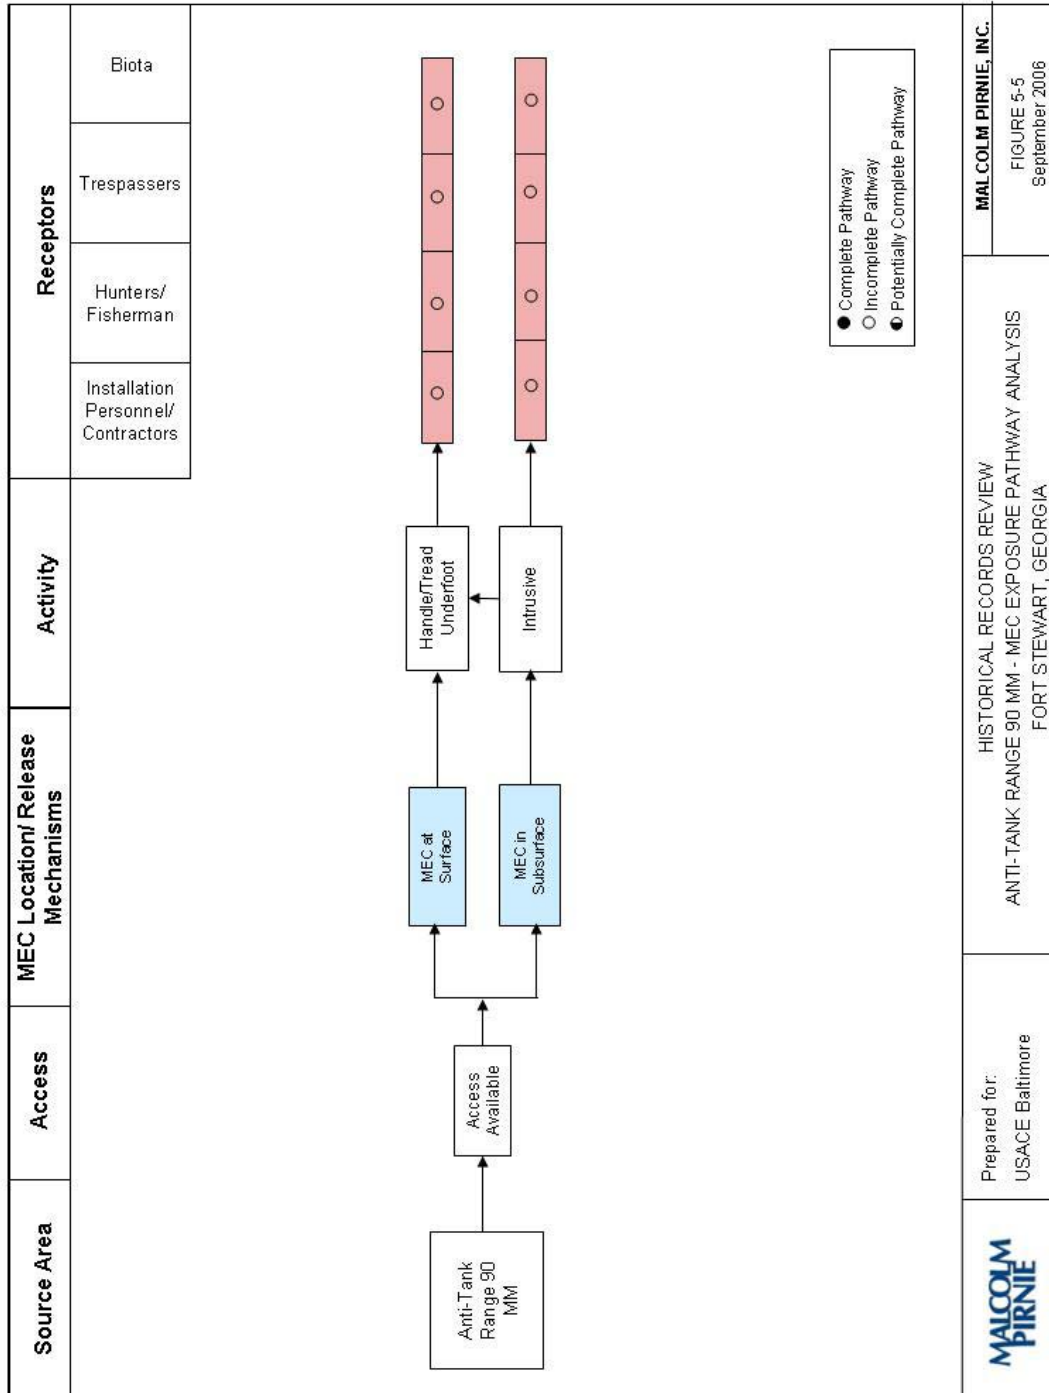 Source Area
Access
MEC Location/ Release
Mechanisms
Activity
Receptors
Installation
Personnel/
Contractors
Hunters/
Fisherman
Trespassers
Biota
Anti-Tank
Range 90
MM
Access
Available
MEC at
Surface
MEC in
Subsurface
Handle/Tread
Underfoot
Intrusive
Complete Pathway
Incomplete Pathway
Potentially Complete Pathway
MALCOLM
PIRNIE
Prepared for:
USACE Baltimore
HISTORICAL RECORDS REVIEW
ANTI-TANK RANGE 90 MM - MEC EXPOSURE PATHWAY ANALYSIS
FORT STEWART, GEORGIA
MALCOLM PIRNIE, INC.
FIGURE 5-5
September 2006